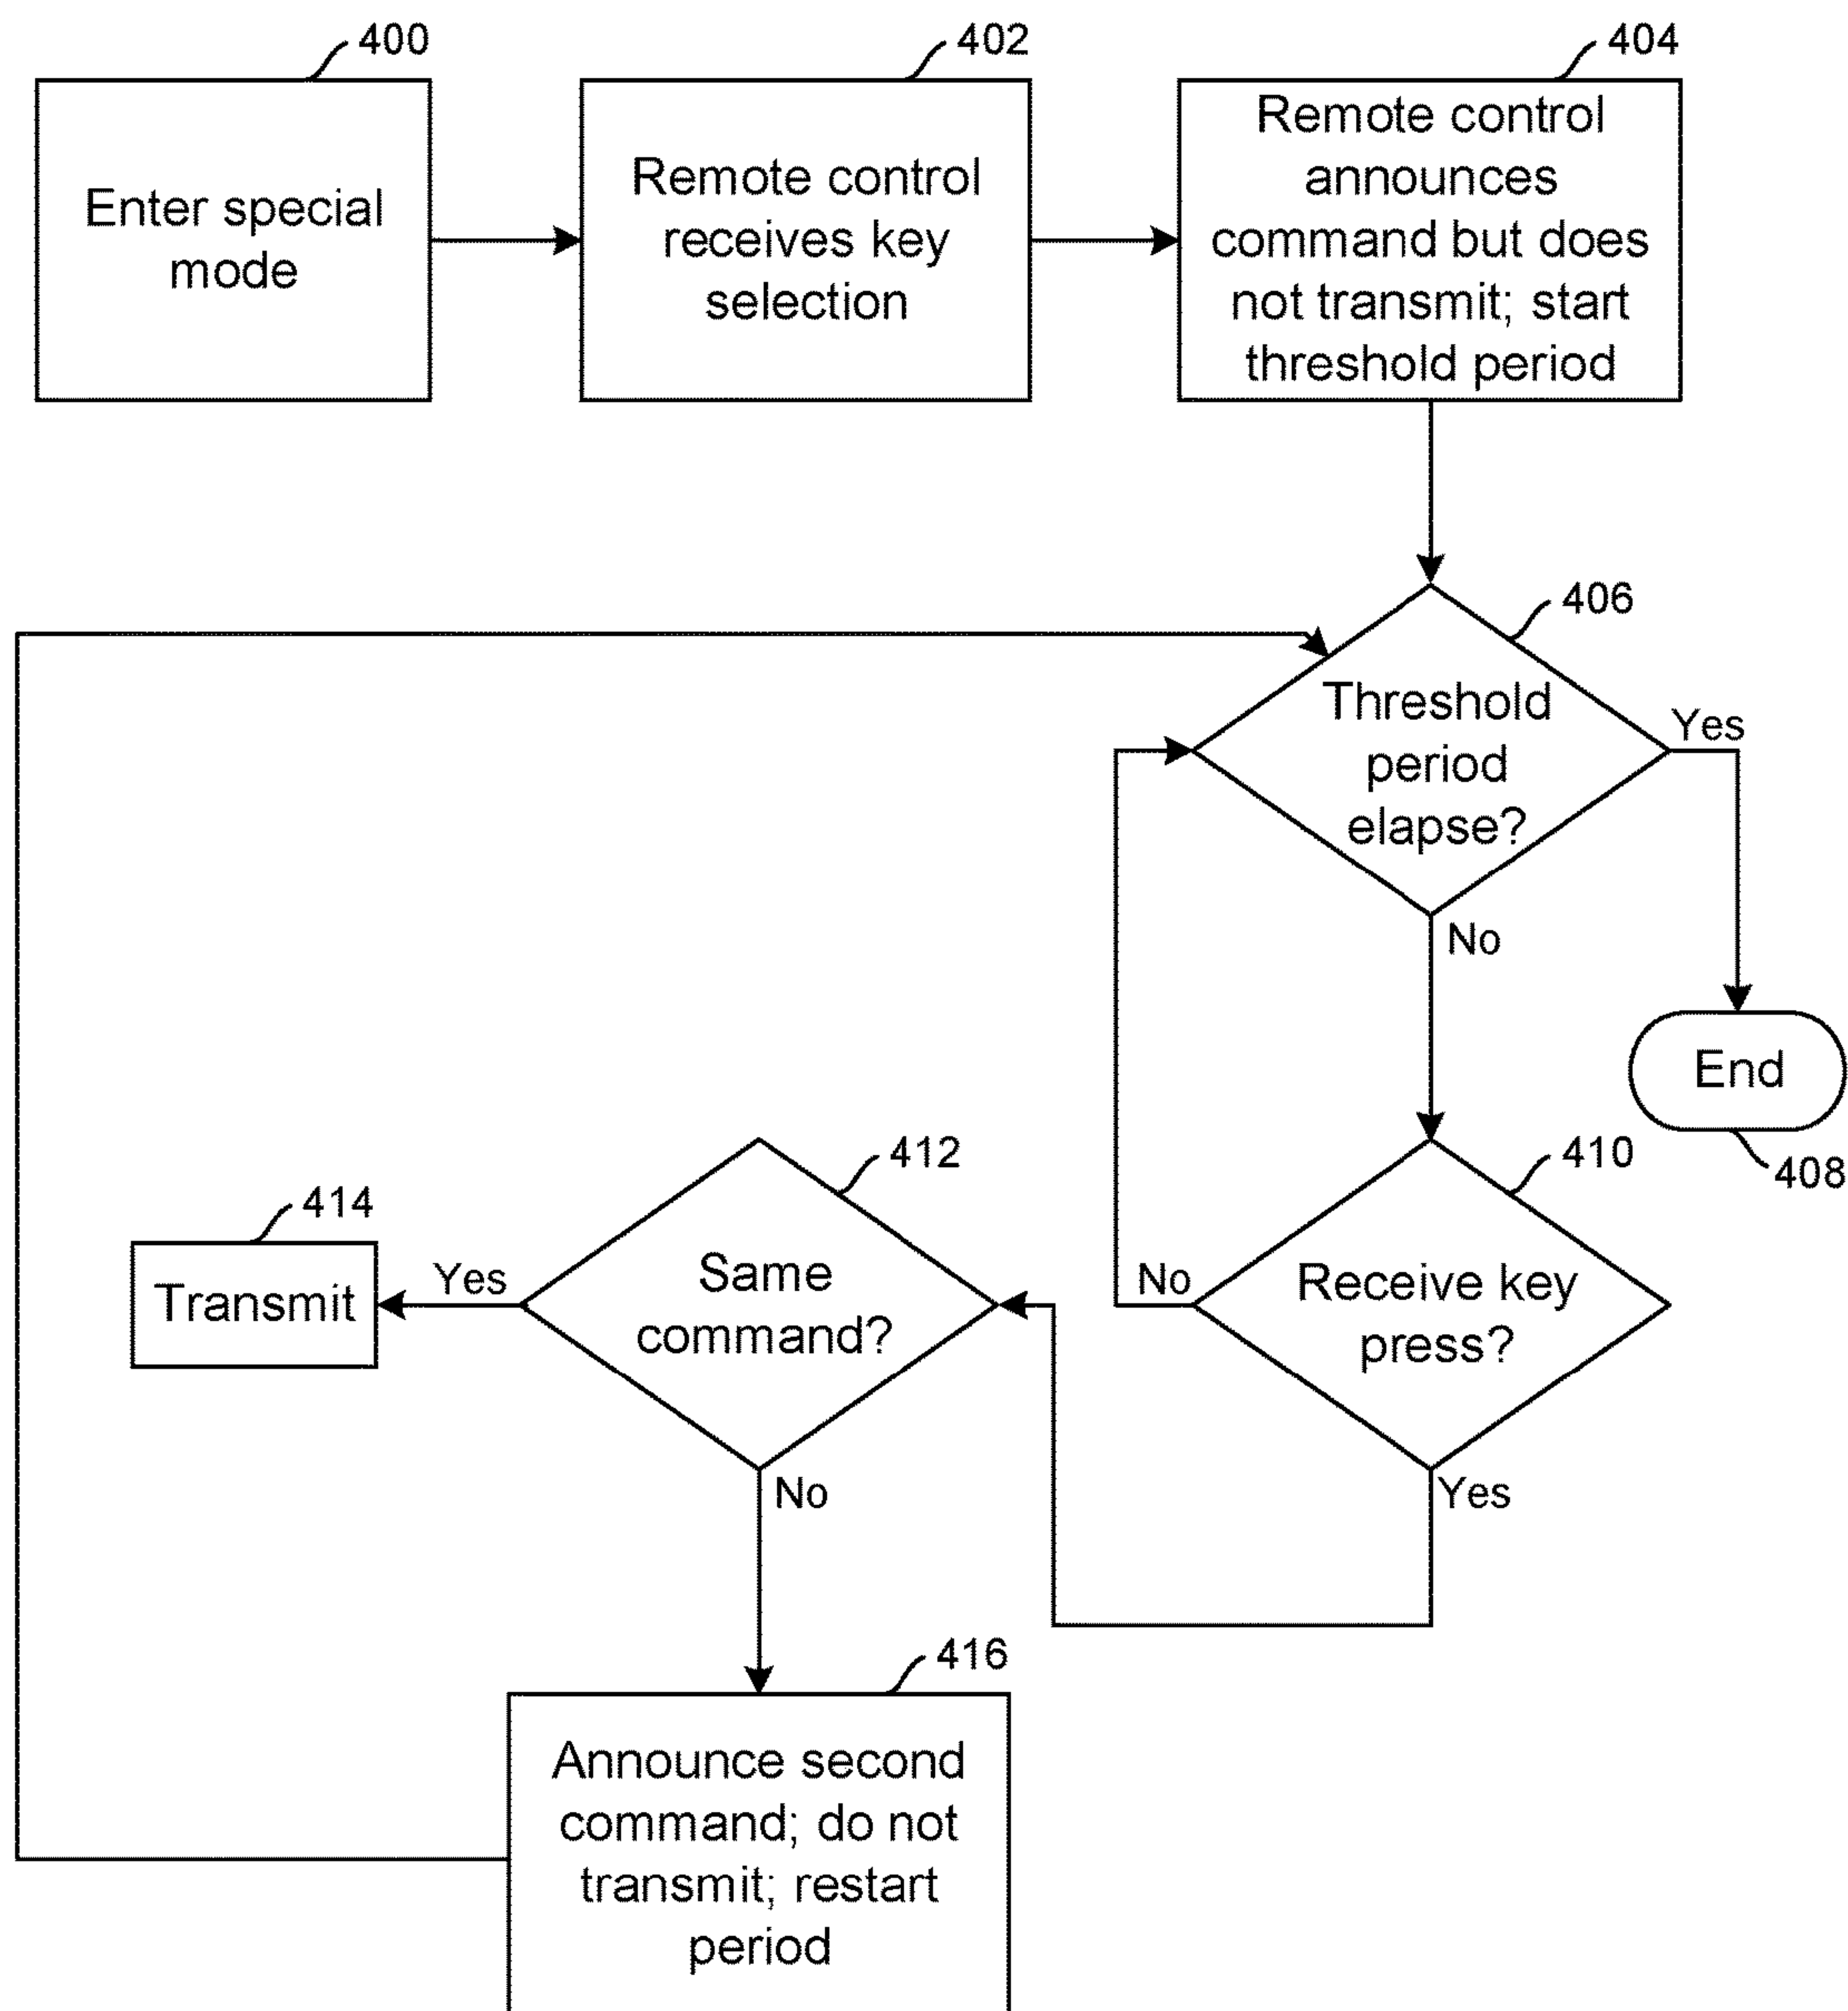 400
Enter special
mode
402
Remote control
receives key
selection
404
Remote control
announces
command but does
not transmit; start
threshold period
406
Threshold
period
elapse?
Yes
No
End
408
410
Receive key
press?
No
Yes
412
Same
command?
Yes
No
414
Transmit
416
Announce second
command; do not
transmit; restart
period